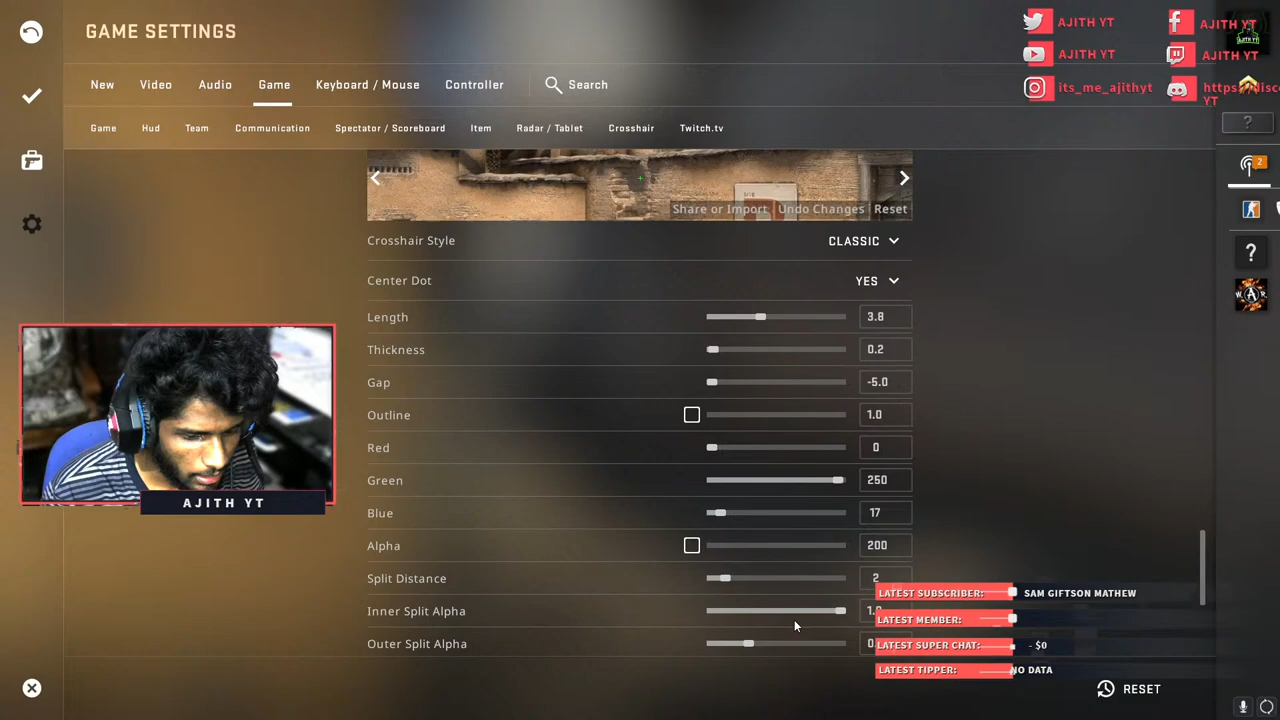 GAME SETTINGS
AJITH YT
AJITH YT
AJITH YT
AJITH YT
its_me_ajithyt
YT
New Video Audio Game Keyboard / Mouse Controller Search
Game Hud Team Communication Spectator / Scoreboard Item Radar / Tablet Crosshair Twitch.tv
?
2
?
Share or Import Undo Changes Reset
Crosshair Style CLASSIC
Center Dot YES
Length 3.8
Thickness 0.2
Gap -5.0
Outline 1.0
Red 0
Green 250
Blue 17
Alpha 200
Split Distance 2
Inner Split Alpha
Outer Split Alpha
AJITH YT
LATEST SUBSCRIBER: SAM GIFTSON MATHEW
LATEST MEMBER:
LATEST SUPER CHAT: - $0
LATEST TIPPER: NO DATA
RESET